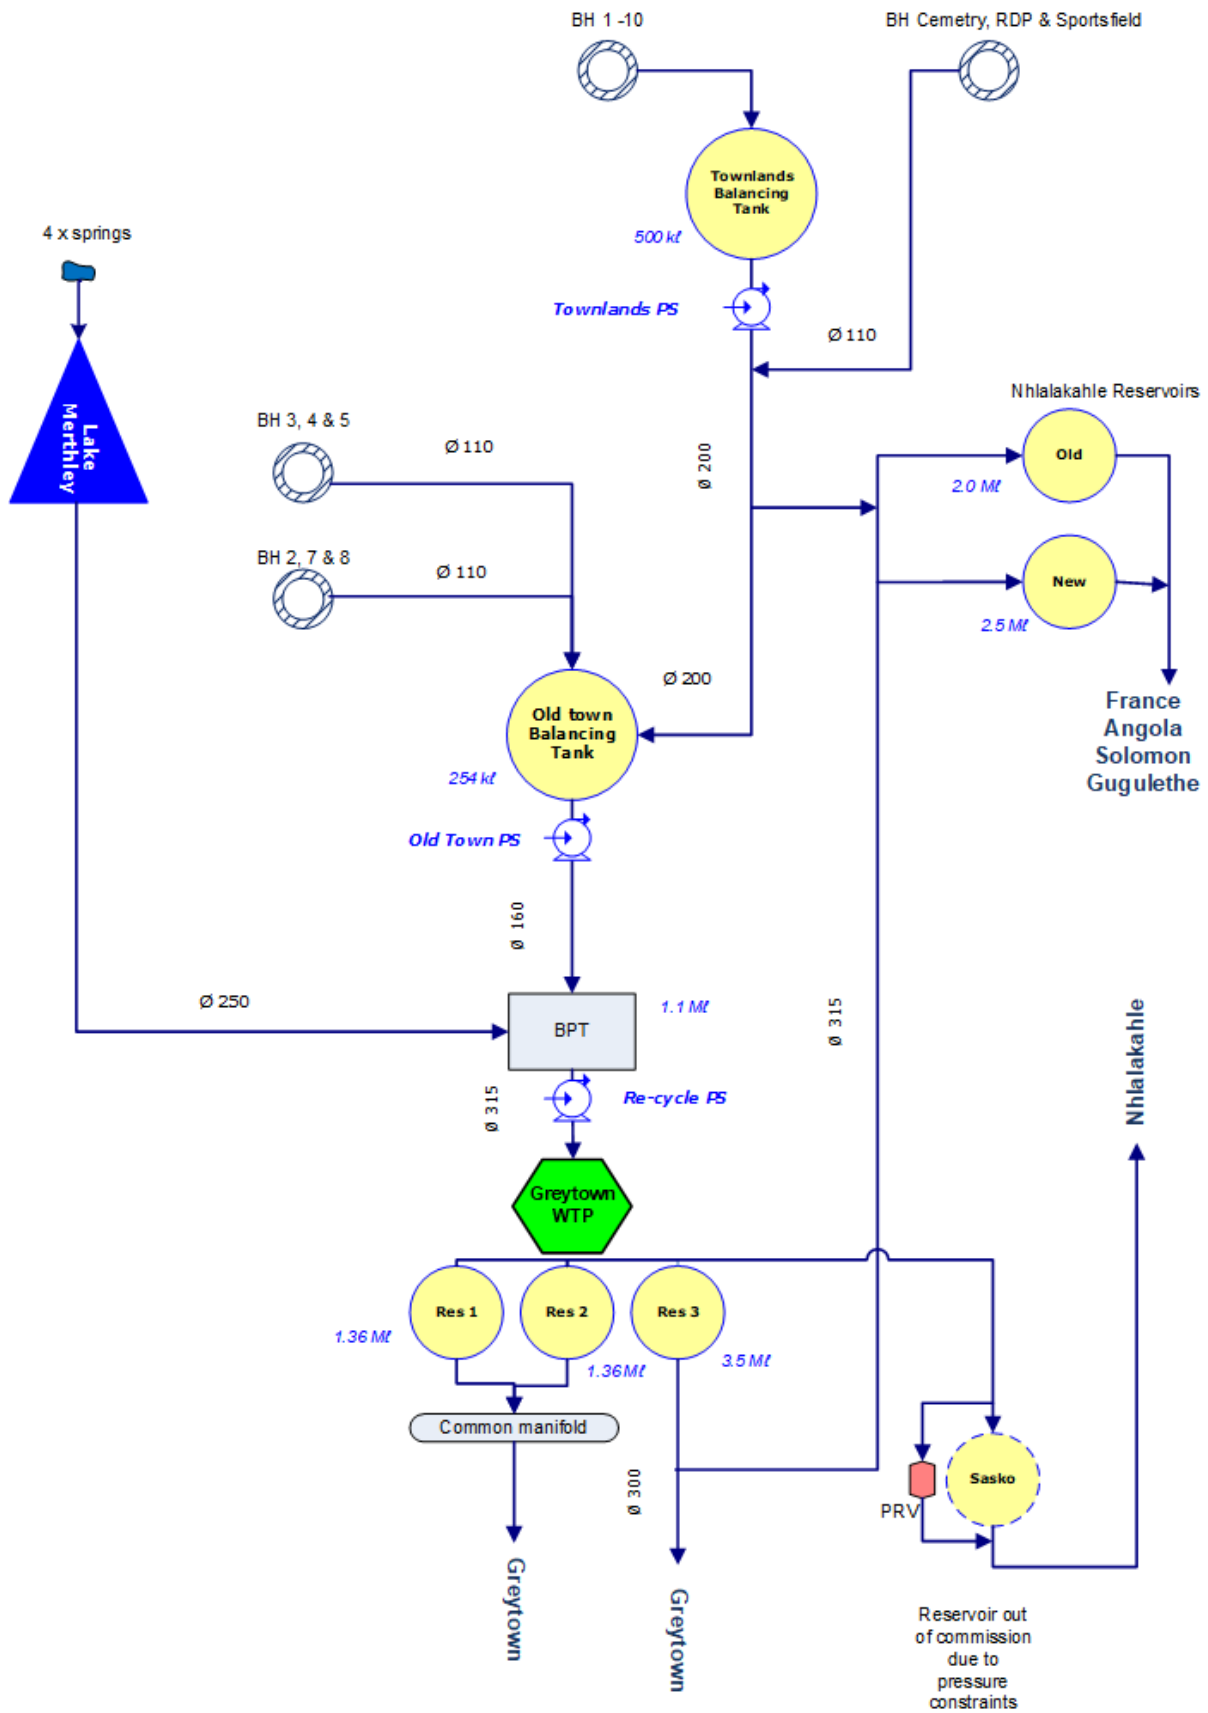 BH 1 -10
BH Cemetry, RDP & Sportsfield
Townlands
Balancing
Tank
500 kℓ
4 x springs
Townlands PS
Ø 110
Lake
Merthley
Nhlalakahle Reservoirs
BH 3, 4 & 5
Ø 110
Ø 200
Old
2.0 Mℓ
BH 2, 7 & 8
Ø 110
New
2.5 Mℓ
Ø 200
Old town
Balancing
Tank
254 kℓ
France
Angola
Solomon
Gugulethe
Old Town PS
Ø 160
Ø 250
BPT
1.1 Mℓ
Ø 315
Nhlalakahle
Ø 315
Re-cycle PS
Greytown
WTP
Res 1
Res 2
Res 3
1.36 Mℓ
1.36 Mℓ
3.5 Mℓ
Common manifold
Ø 300
Sasko
PRV
Greytown
Greytown
Reservoir out
of commission
due to
pressure
constraints